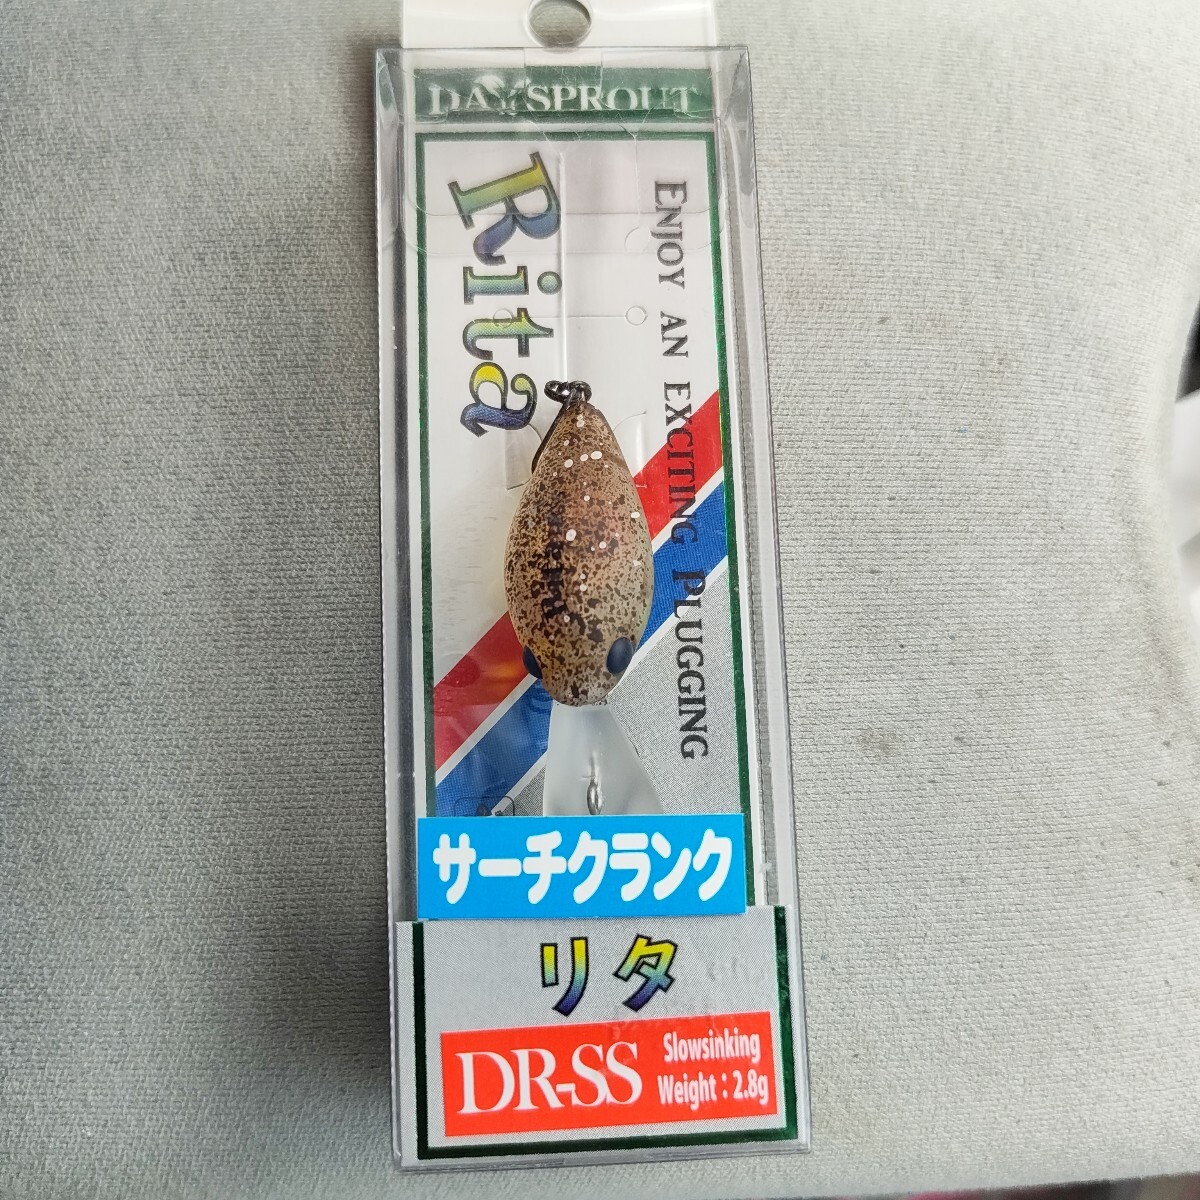 DAYSPROUT
Rita
ENJOY AN EXCITING PLUGGING
サーチクランク
リタ
DR-SS
Slowsinking
Weight：2.8g